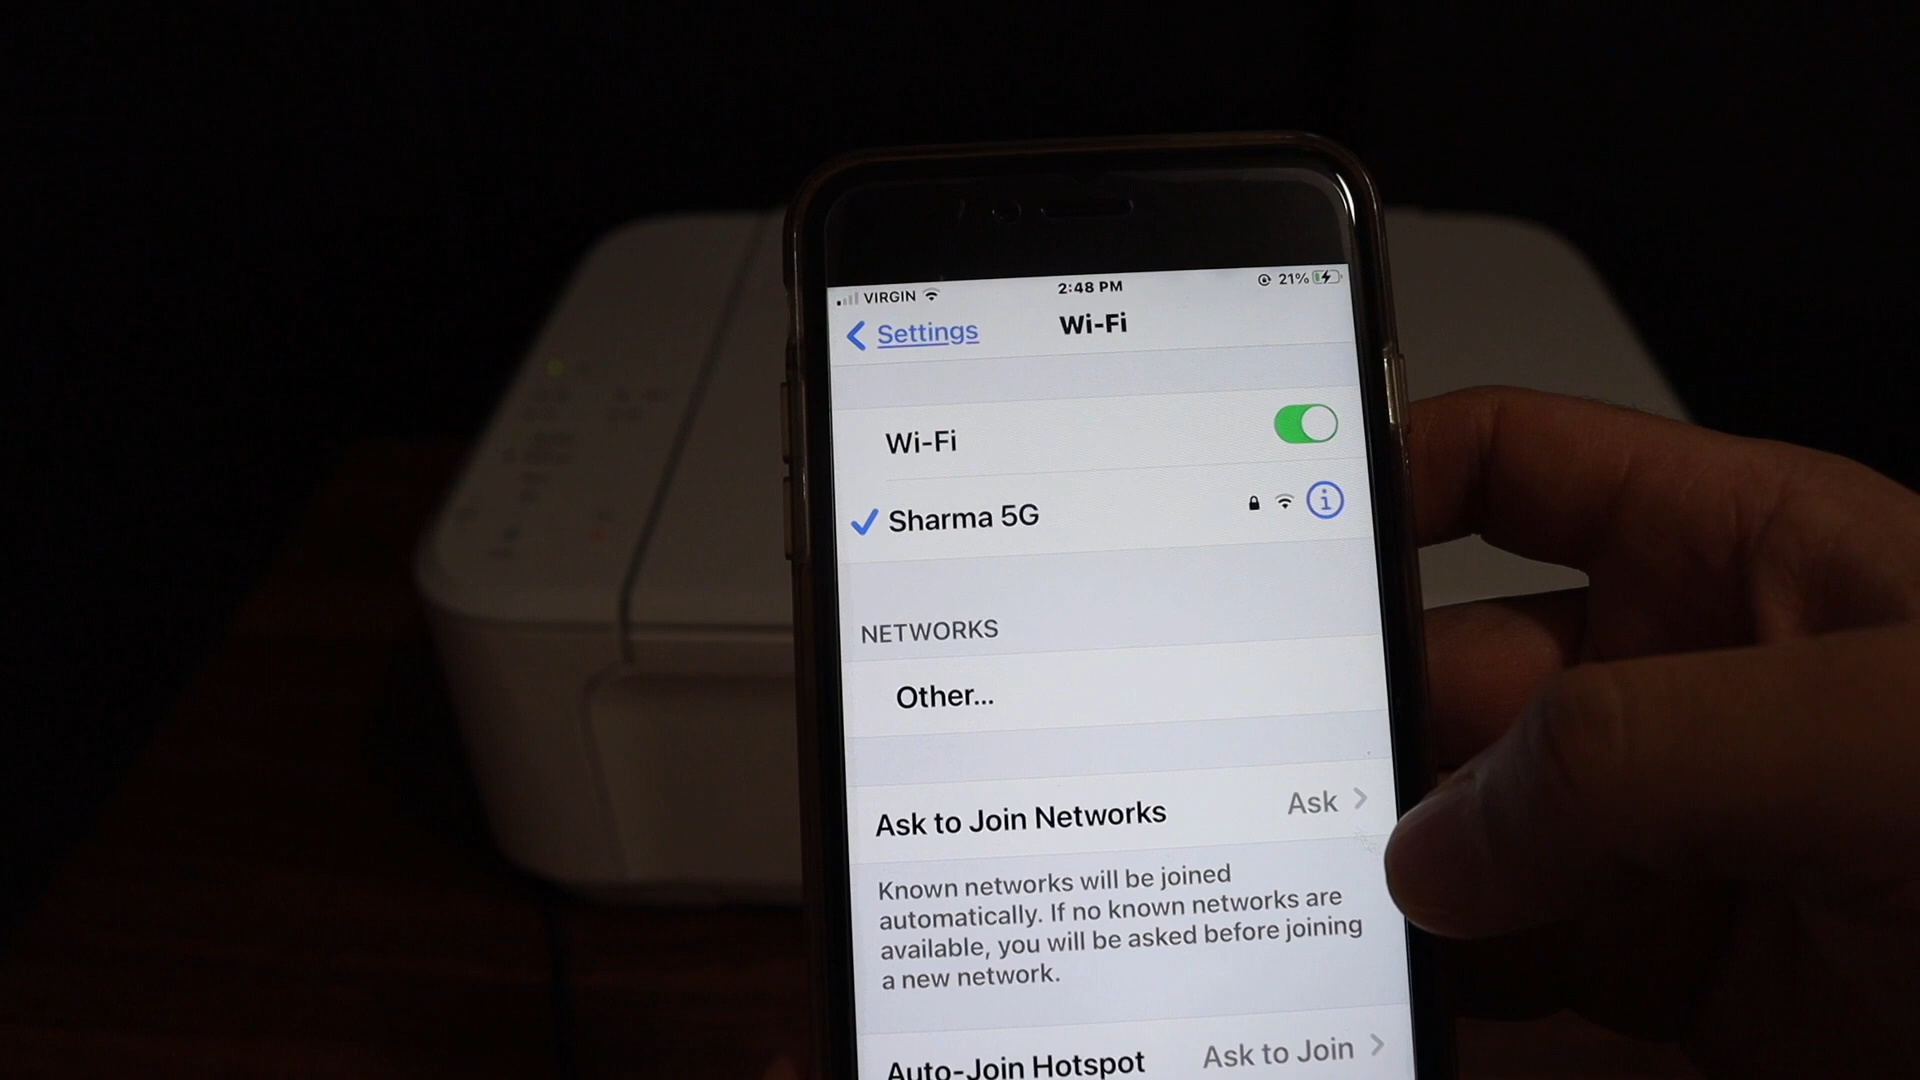 VIRGIN 2:48 PM 21%
Settings Wi-Fi
Wi-Fi
Sharma 5G
NETWORKS
Other...
Ask to Join Networks Ask
Known networks will be joined
automatically. If no known networks are
available, you will be asked before joining
a new network.
Auto-Join Hotspot Ask to Join